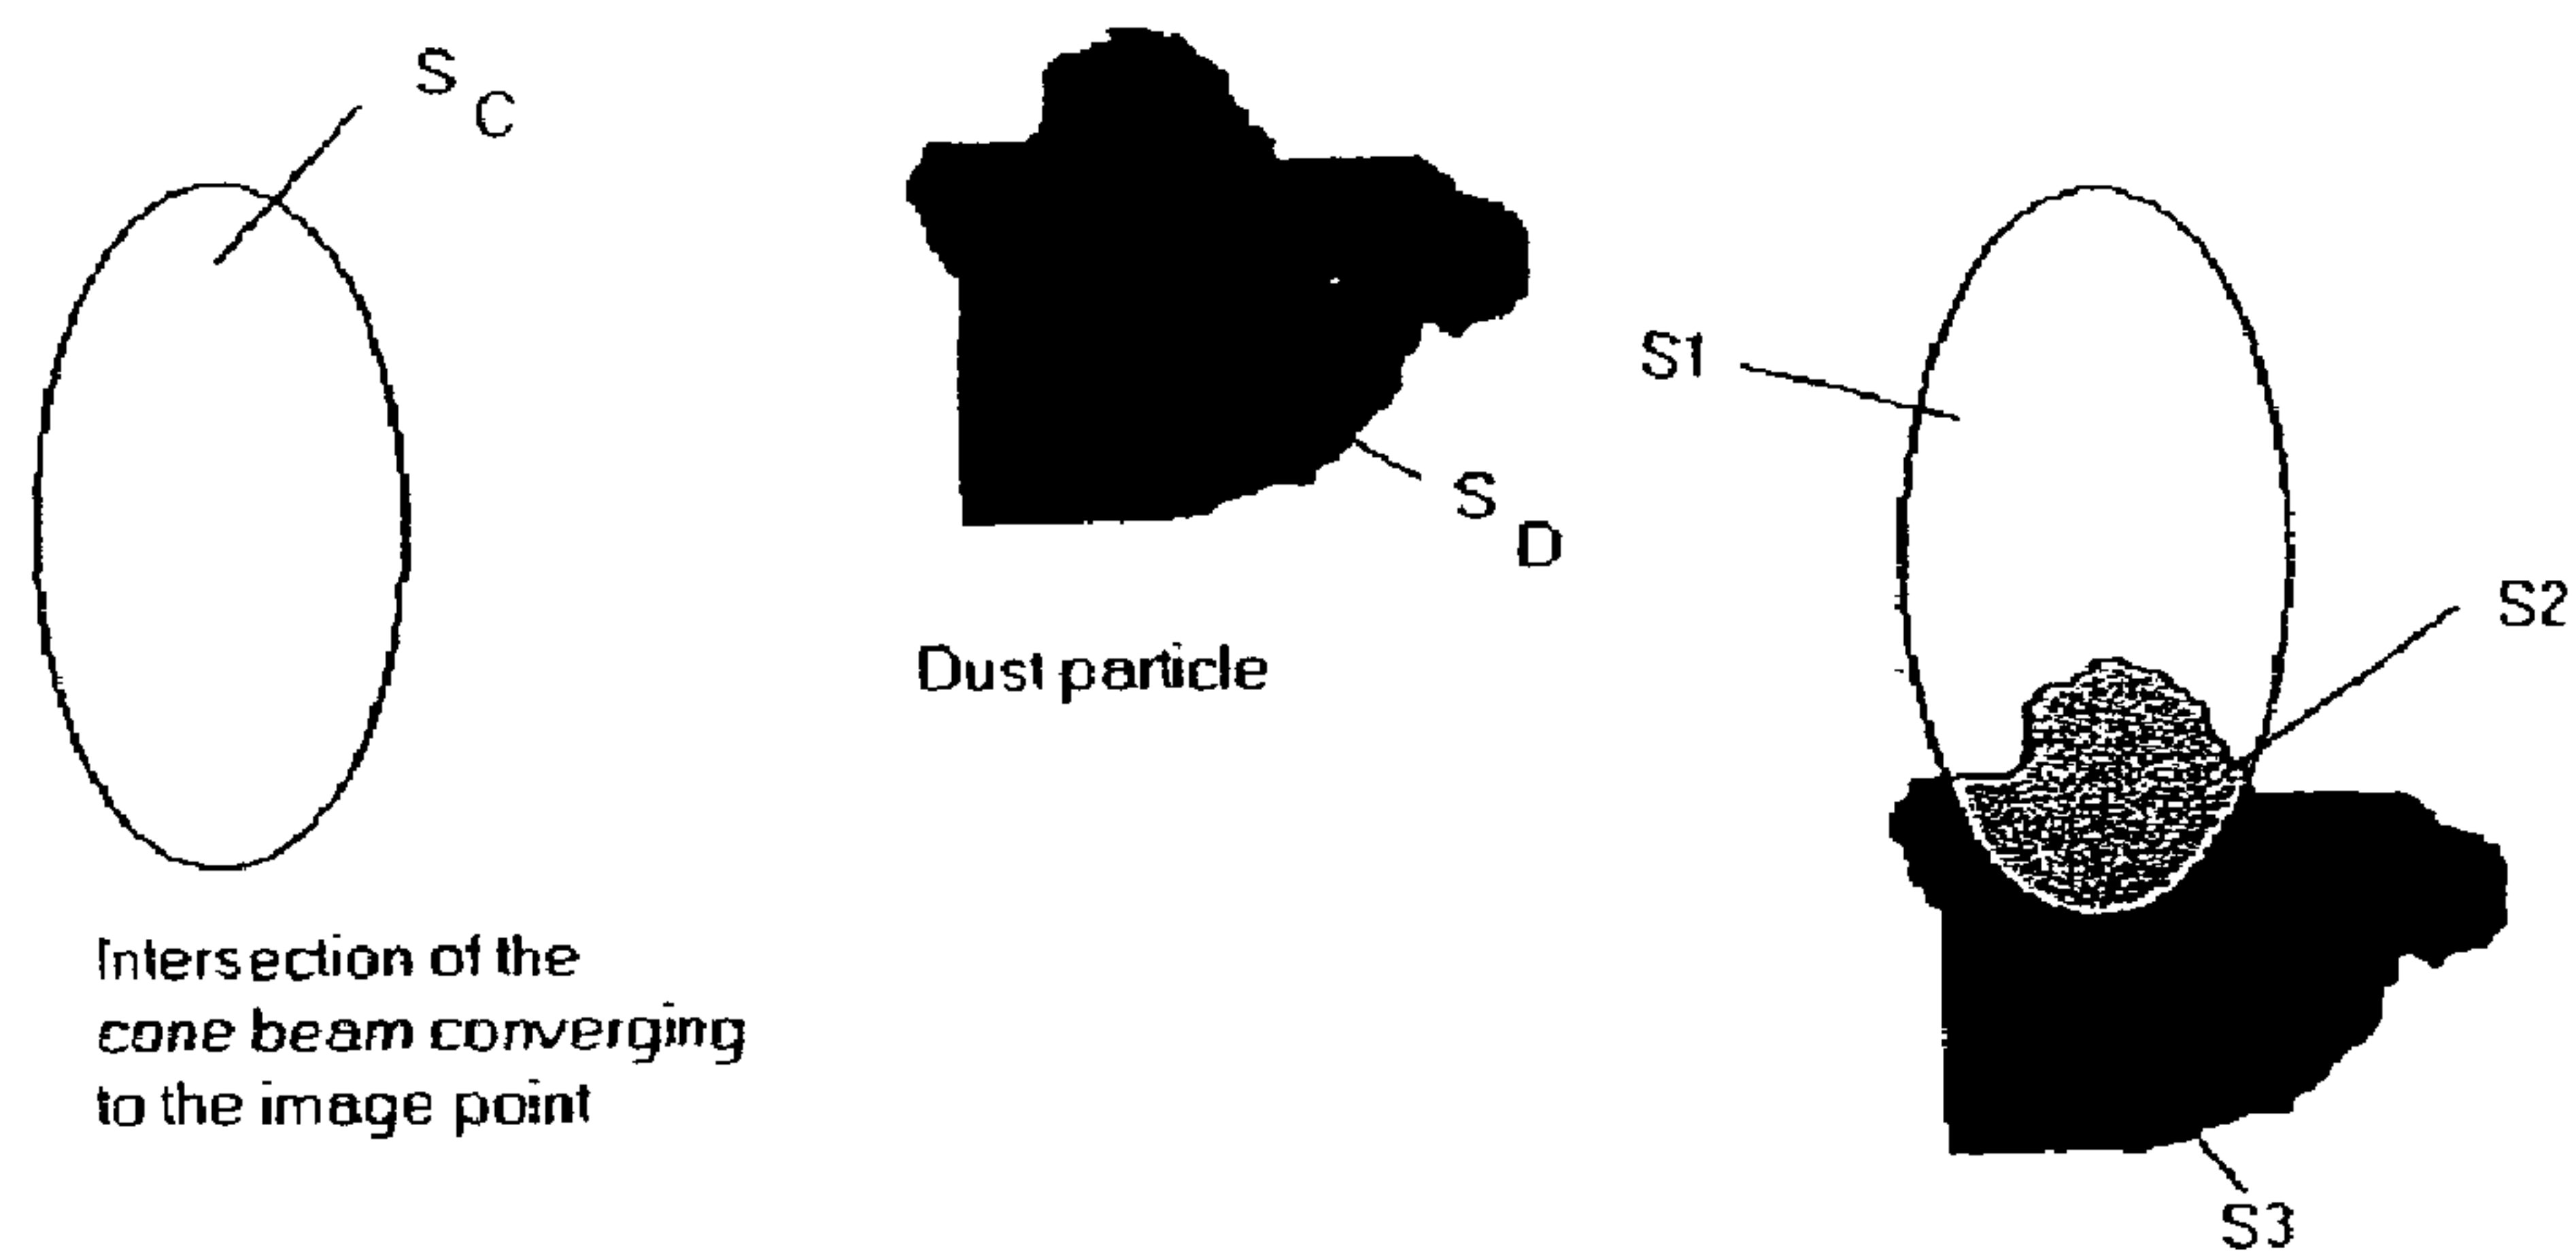 S C
Intersection of the
cone beam converging
to the image point
S D
Dust particle
S1
S2
S3